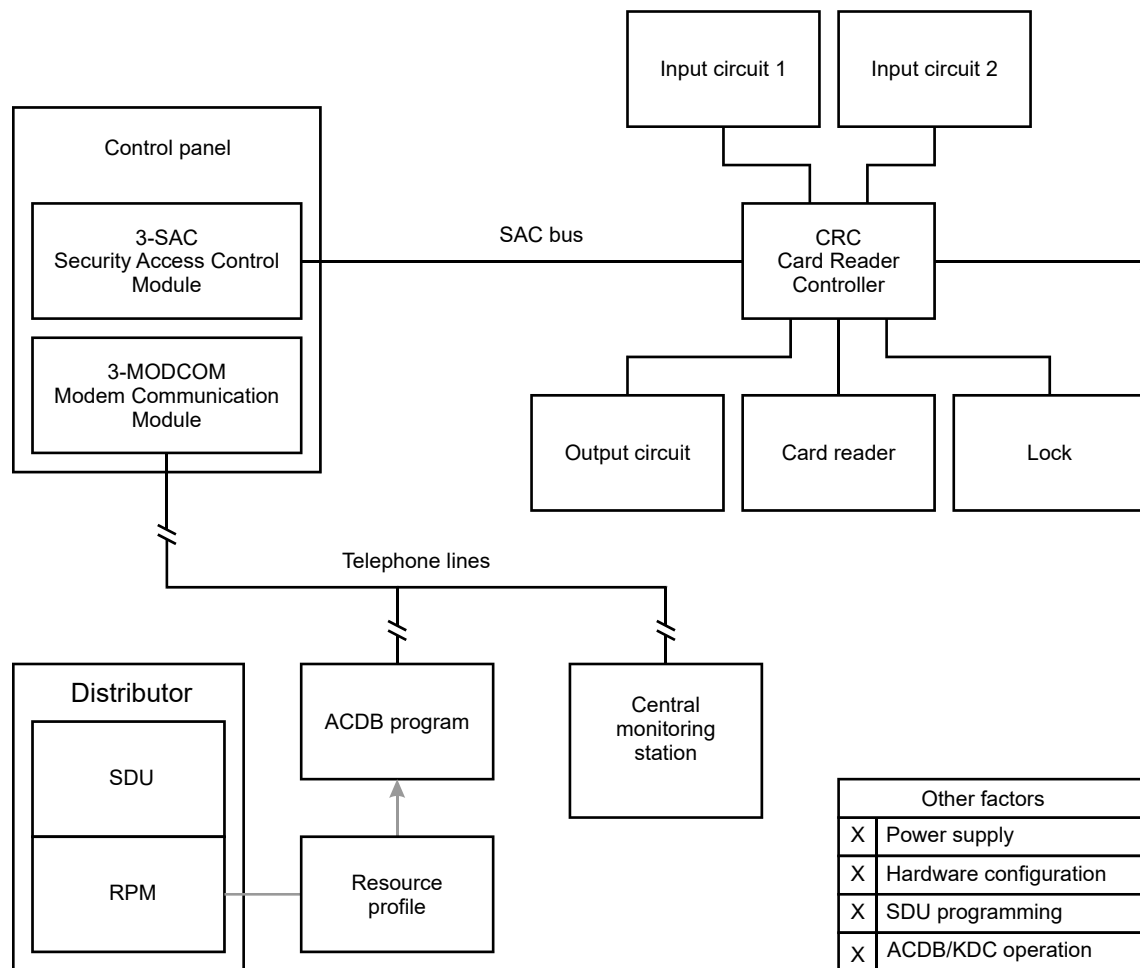 Input circuit 1
Input circuit 2
Control panel
3-SAC
Security Access Control
Module
SAC bus
CRC
Card Reader
Controller
3-MODCOM
Modem Communication
Module
Output circuit
Card reader
Lock
Telephone lines
Distributor
SDU
RPM
ACDB program
Resource
profile
Central
monitoring
station
Other factors
X Power supply
X Hardware configuration
X SDU programming
X ACDB/KDC operation